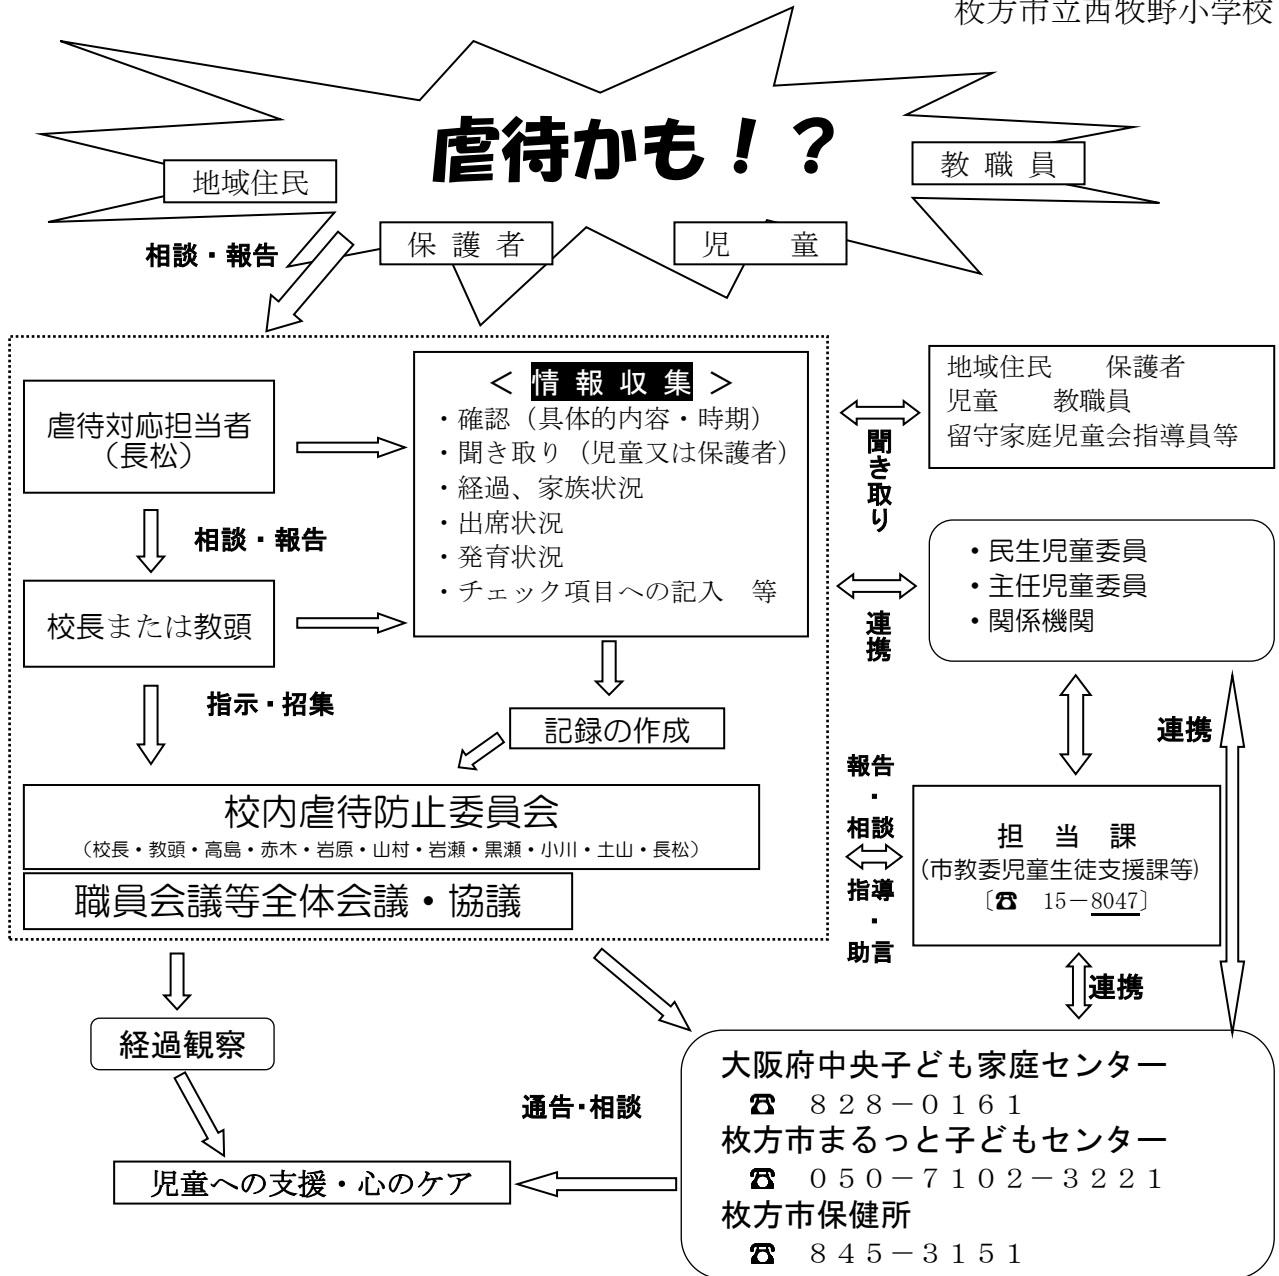 枚方市立西牧野小学校
虐待かも！？
地域住民
教職員
保護者
児　童
相談・報告
虐待対応担当者
（長松）
相談・報告
校長または教頭
指示・招集
＜ 情報収集 ＞
・確認（具体的内容・時期）
・聞き取り（児童又は保護者）
・経過、家族状況
・出席状況
・発育状況
・チェック項目への記入　等
記録の作成
校内虐待防止委員会
（校長・教頭・高島・赤木・岩原・山村・岩瀬・黒瀬・小川・土山・長松）
職員会議等全体会議・協議
聞き取り
地域住民　　保護者
児童　　教職員
留守家庭児童会指導員等
連携
・民生児童委員
・主任児童委員
・関係機関
連携
報告・相談
指導・助言
担　当　課
(市教委児童生徒支援課等)
〔☎　15－8047〕
連携
経過観察
通告・相談
児童への支援・心のケア
大阪府中央子ども家庭センター
☎　８２８－０１６１
枚方市まるっと子どもセンター
☎　０５０－７１０２－３２２１
枚方市保健所
☎　８４５－３１５１